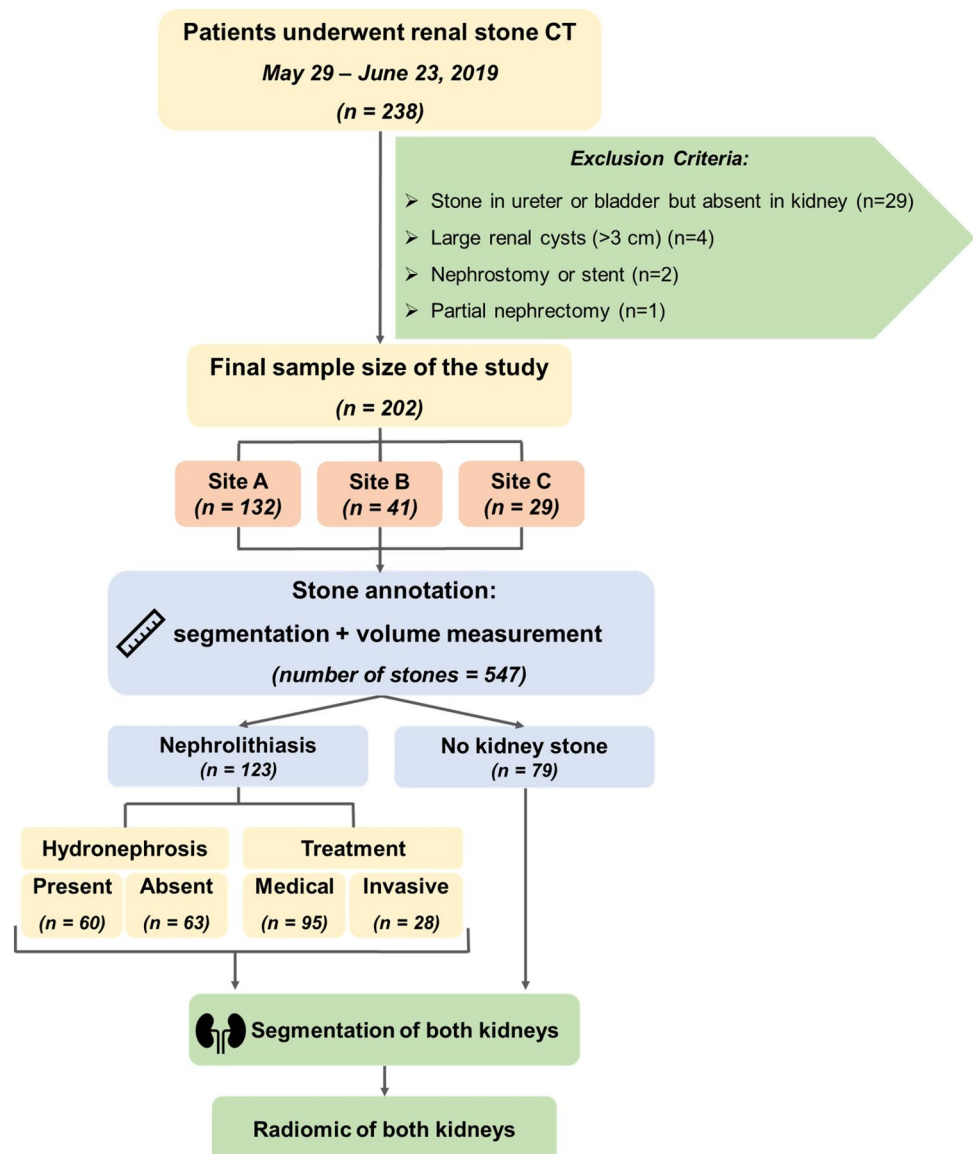 Patients underwent renal stone CT
May 29 – June 23, 2019
(n = 238)
Exclusion Criteria:
➢ Stone in ureter or bladder but absent in kidney (n=29)
➢ Large renal cysts (>3 cm) (n=4)
➢ Nephrostomy or stent (n=2)
➢ Partial nephrectomy (n=1)
Final sample size of the study
(n = 202)
Site A
(n = 132)
Site B
(n = 41)
Site C
(n = 29)
Stone annotation:
segmentation + volume measurement
(number of stones = 547)
Nephrolithiasis
(n = 123)
No kidney stone
(n = 79)
Hydronephrosis
Present
(n = 60)
Absent
(n = 63)
Treatment
Medical
(n = 95)
Invasive
(n = 28)
Segmentation of both kidneys
Radiomic of both kidneys